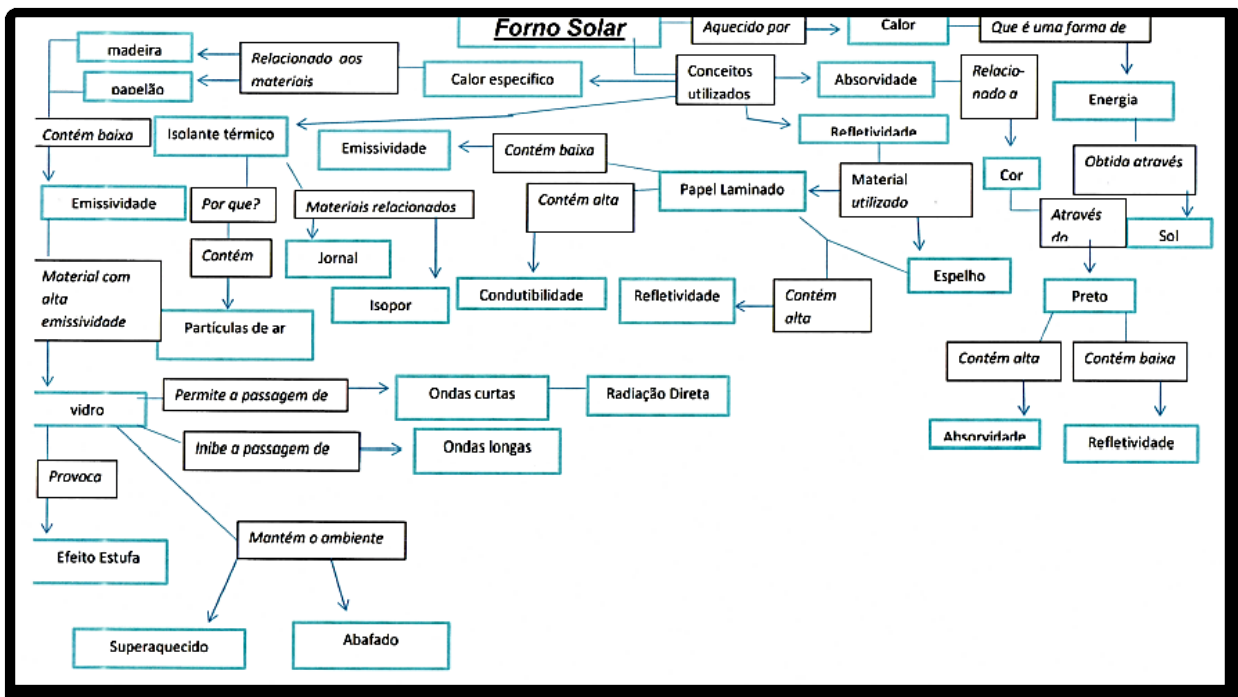 Forno Solar
Aquecido por
Calor
Que é uma forma de
madeira
Relacionado aos
materiais
Calor especifico
Conceitos
utilizados
Absorvidade
Relacio-
nado a
papelão
Energia
Contém baixa
Isolante térmico
Emissividade
Contém baixa
Refletividade
Obtida através
Emissividade
Por que?
Materiais relacionados
Contém alta
Papel Laminado
Material
utilizado
Cor
Através
do
Sol
Contém
Jornal
Material com
alta
emissividade
Partículas de ar
Isopor
Condutibilidade
Refletividade
Contém
alta
Espelho
Preto
Contém alta
Contém baixa
vidro
Permite a passagem de
Ondas curtas
Radiação Direta
Inibe a passagem de
Ondas longas
Absorvidade
Refletividade
Provoca
Mantém o ambiente
Efeito Estufa
Superaquecido
Abafado